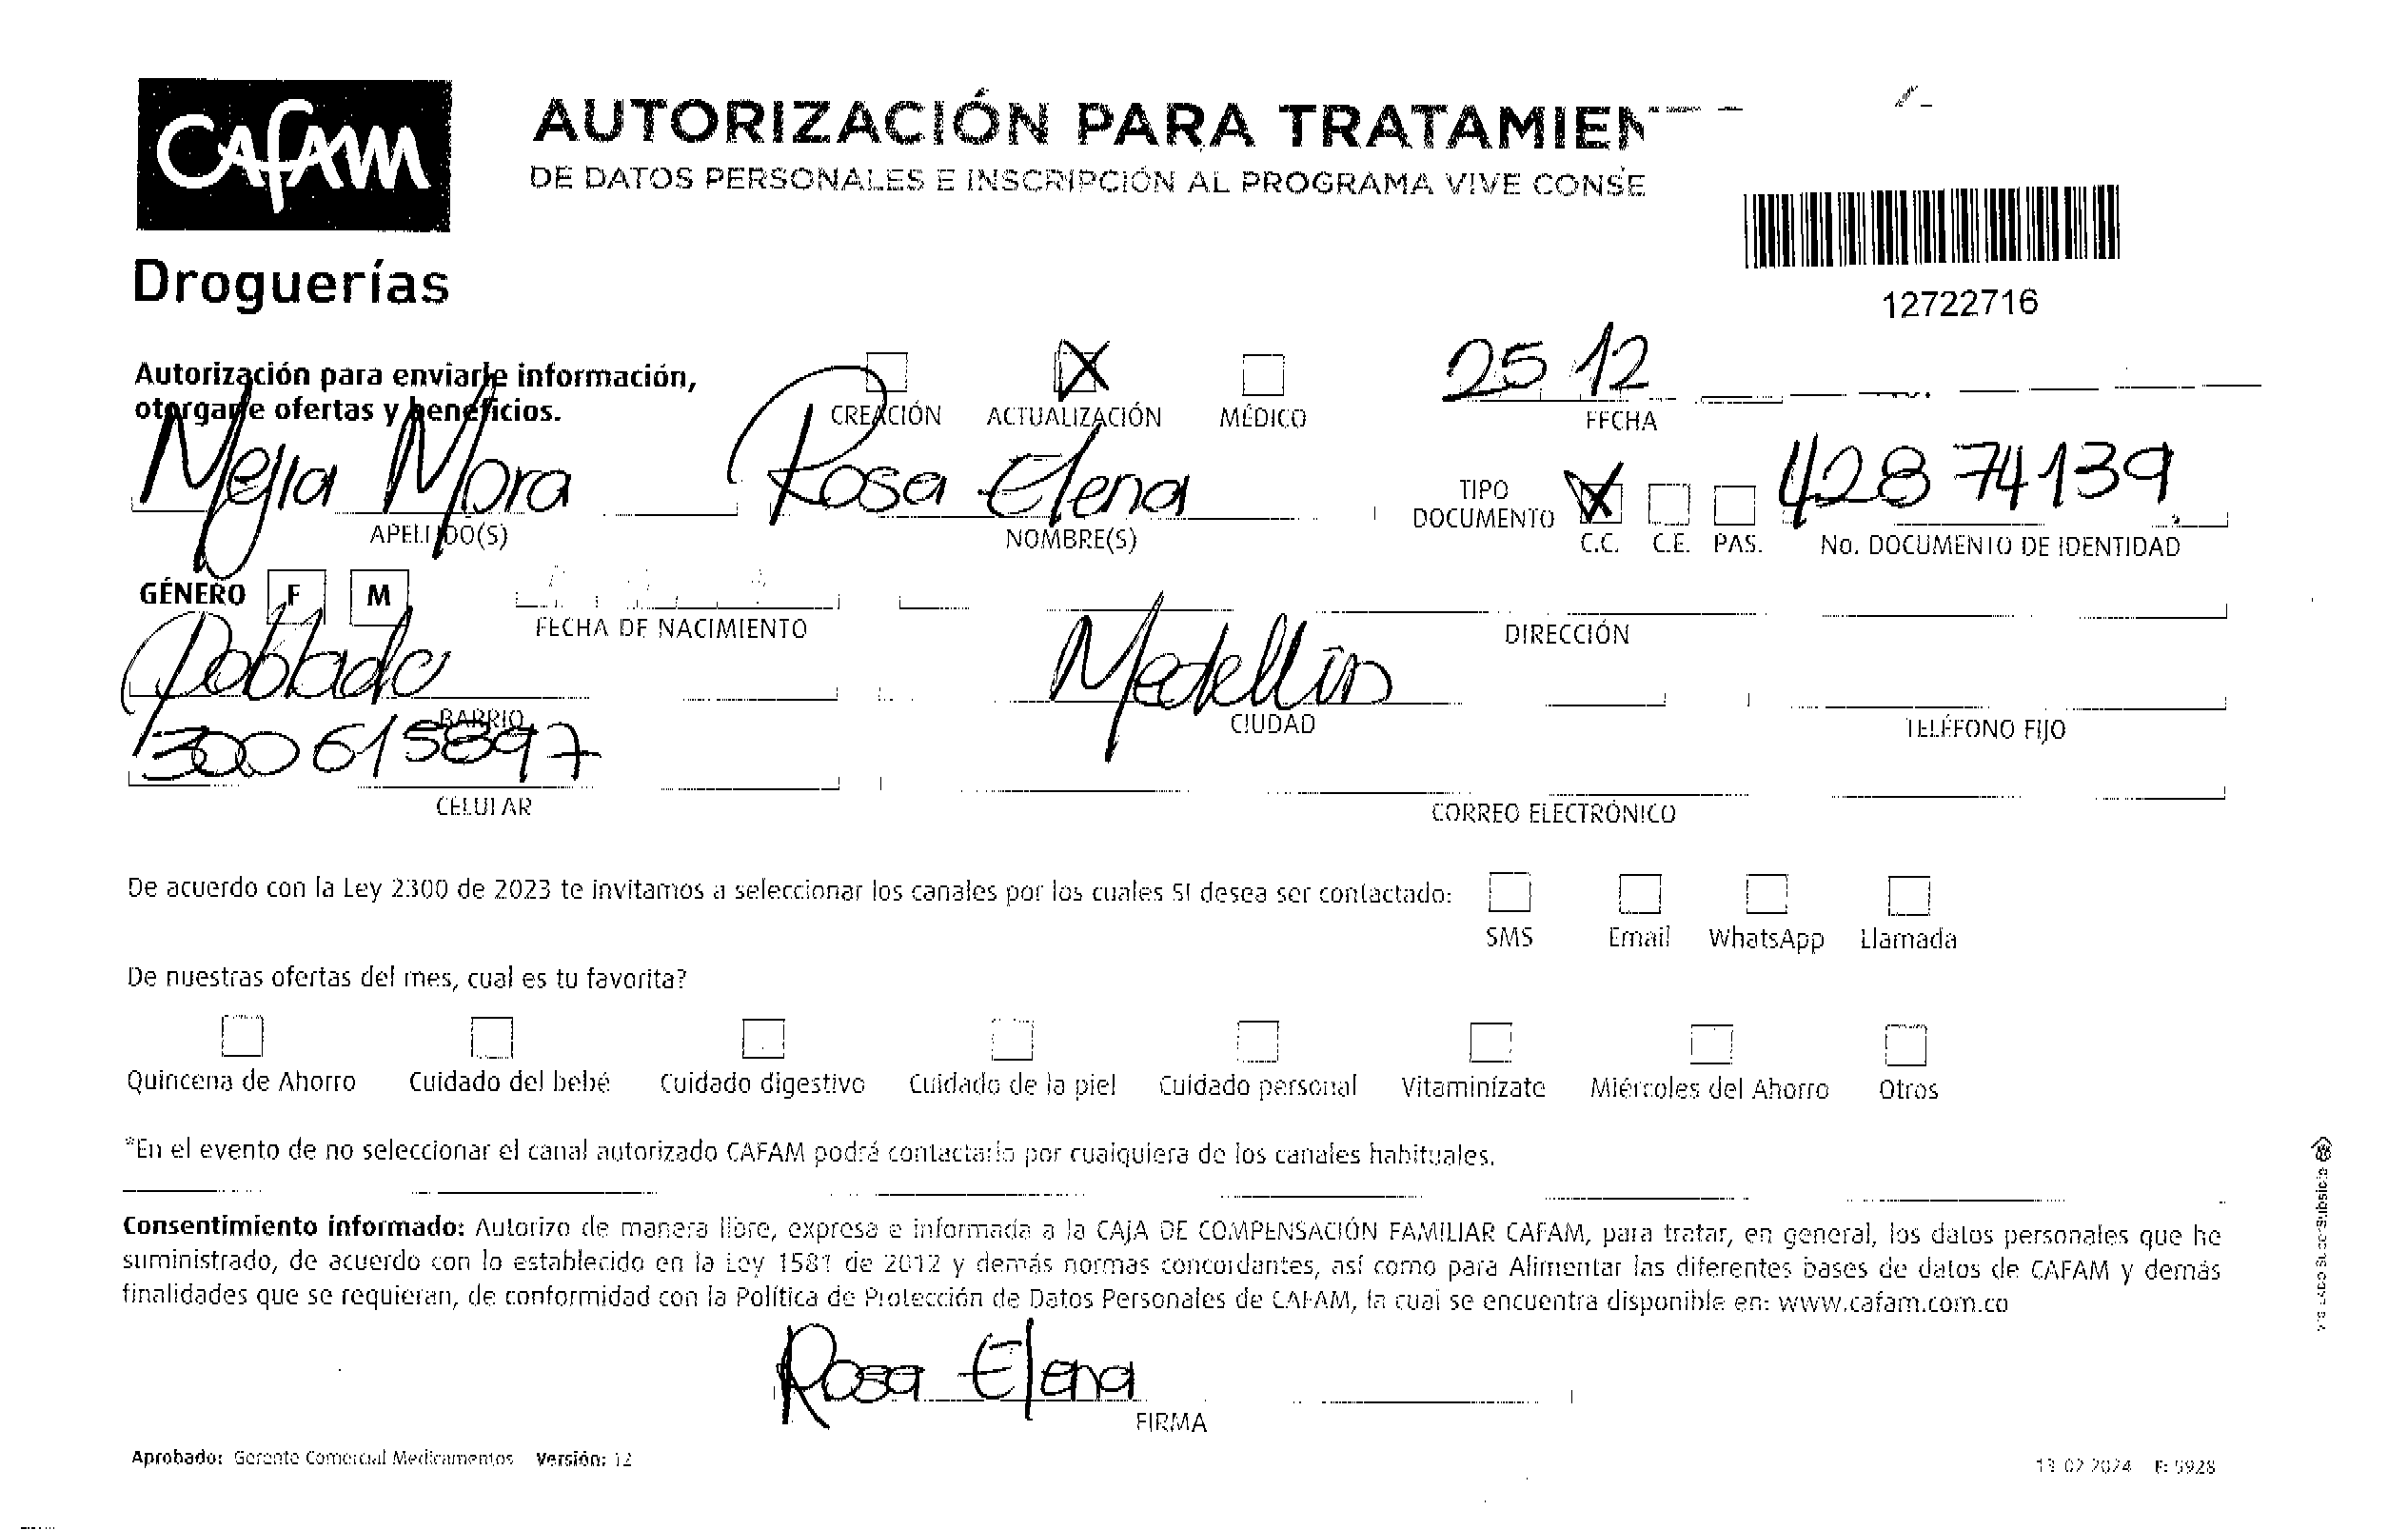 CAFAM
Droguerías
AUTORIZACIÓN PARA TRATAMIEN
DE DATOS PERSONALES E INSCRIPCIÓN AL PROGRAMA VIVE CONSE
12722716
Autorización para enviarle información,
otorgarle ofertas y beneficios.
CREACIÓN ACTUALIZACIÓN MÉDICO
25 12
FECHA
Mejia Mora Rosa Elena
APELLIDO(S) NOMBRE(S)
TIPO DOCUMENTO C.C. C.E. PAS.
42874139
No. DOCUMENTO DE IDENTIDAD
GÉNERO F M
FECHA DE NACIMIENTO DIRECCIÓN
Poblado Medellin
BARRIO CIUDAD TELÉFONO FIJO
3006158897
CELULAR CORREO ELECTRÓNICO
De acuerdo con la Ley 2300 de 2023 te invitamos a seleccionar los canales por los cuales SI desea ser contactado:
SMS Email WhatsApp Llamada
De nuestras ofertas del mes, cual es tu favorita?
Quincena de Ahorro Cuidado del bebé Cuidado digestivo Cuidado de la piel Cuidado personal Vitamínízate Miércoles del Ahorro Otros
*En el evento de no seleccionar el canal autorizado CAFAM podrá contactarlo por cualquiera de los canales habituales.
Consentimiento informado: Autorizo de manera libre, expresa e informada a la CAJA DE COMPENSACIÓN FAMILIAR CAFAM, para tratar, en general, los datos personales que he
suministrado, de acuerdo con lo establecido en la Ley 1581 de 2012 y demás normas concordantes, así como para Alimentar las diferentes bases de datos de CAFAM y demás
finalidades que se requieran, de conformidad con la Política de Protección de Datos Personales de CAFAM, la cual se encuentra disponible en: www.cafam.com.co
Rosa Elena
FIRMA
Aprobado: Gerente Comercial Medicamentos Versión: 12
13 02 2024 F: 5928